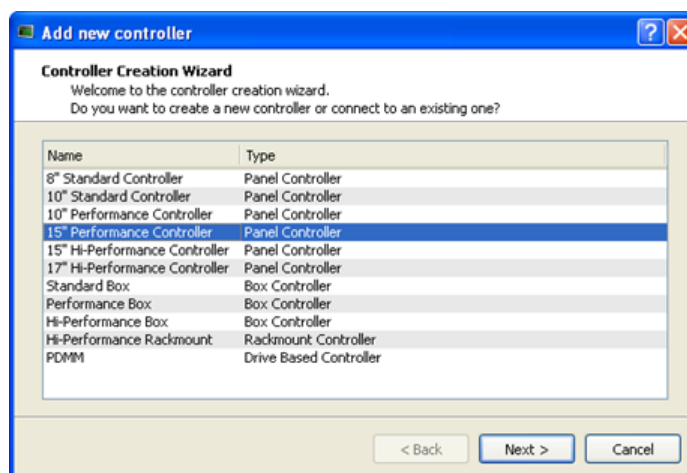 Add new controller
Controller Creation Wizard
Welcome to the controller creation wizard.
Do you want to create a new controller or connect to an existing one?
Name Type
8" Standard Controller Panel Controller
10" Standard Controller Panel Controller
10" Performance Controller Panel Controller
15" Performance Controller Panel Controller
15" Hi-Performance Controller Panel Controller
17" Hi-Performance Controller Panel Controller
Standard Box Box Controller
Performance Box Box Controller
Hi-Performance Box Box Controller
Hi-Performance Rackmount Rackmount Controller
PDMM Drive Based Controller
< Back Next > Cancel